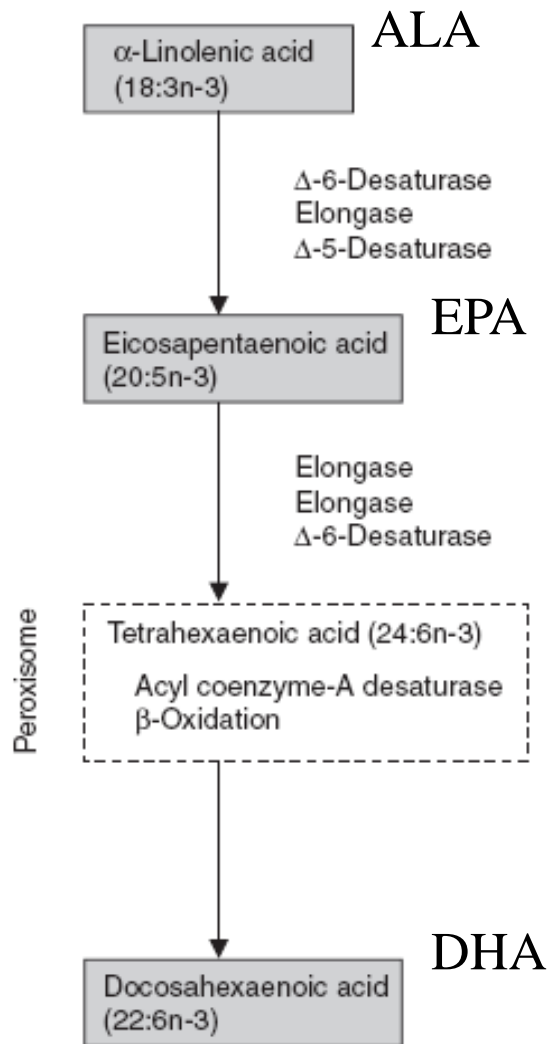 α-Linolenic acid
(18:3n-3)
ALA
Δ-6-Desaturase
Elongase
Δ-5-Desaturase
Eicosapentaenoic acid
(20:5n-3)
EPA
Elongase
Elongase
Δ-6-Desaturase
Peroxisome
Tetrahexaenoic acid (24:6n-3)
Acyl coenzyme-A desaturase
β-Oxidation
Docosahexaenoic acid
(22:6n-3)
DHA